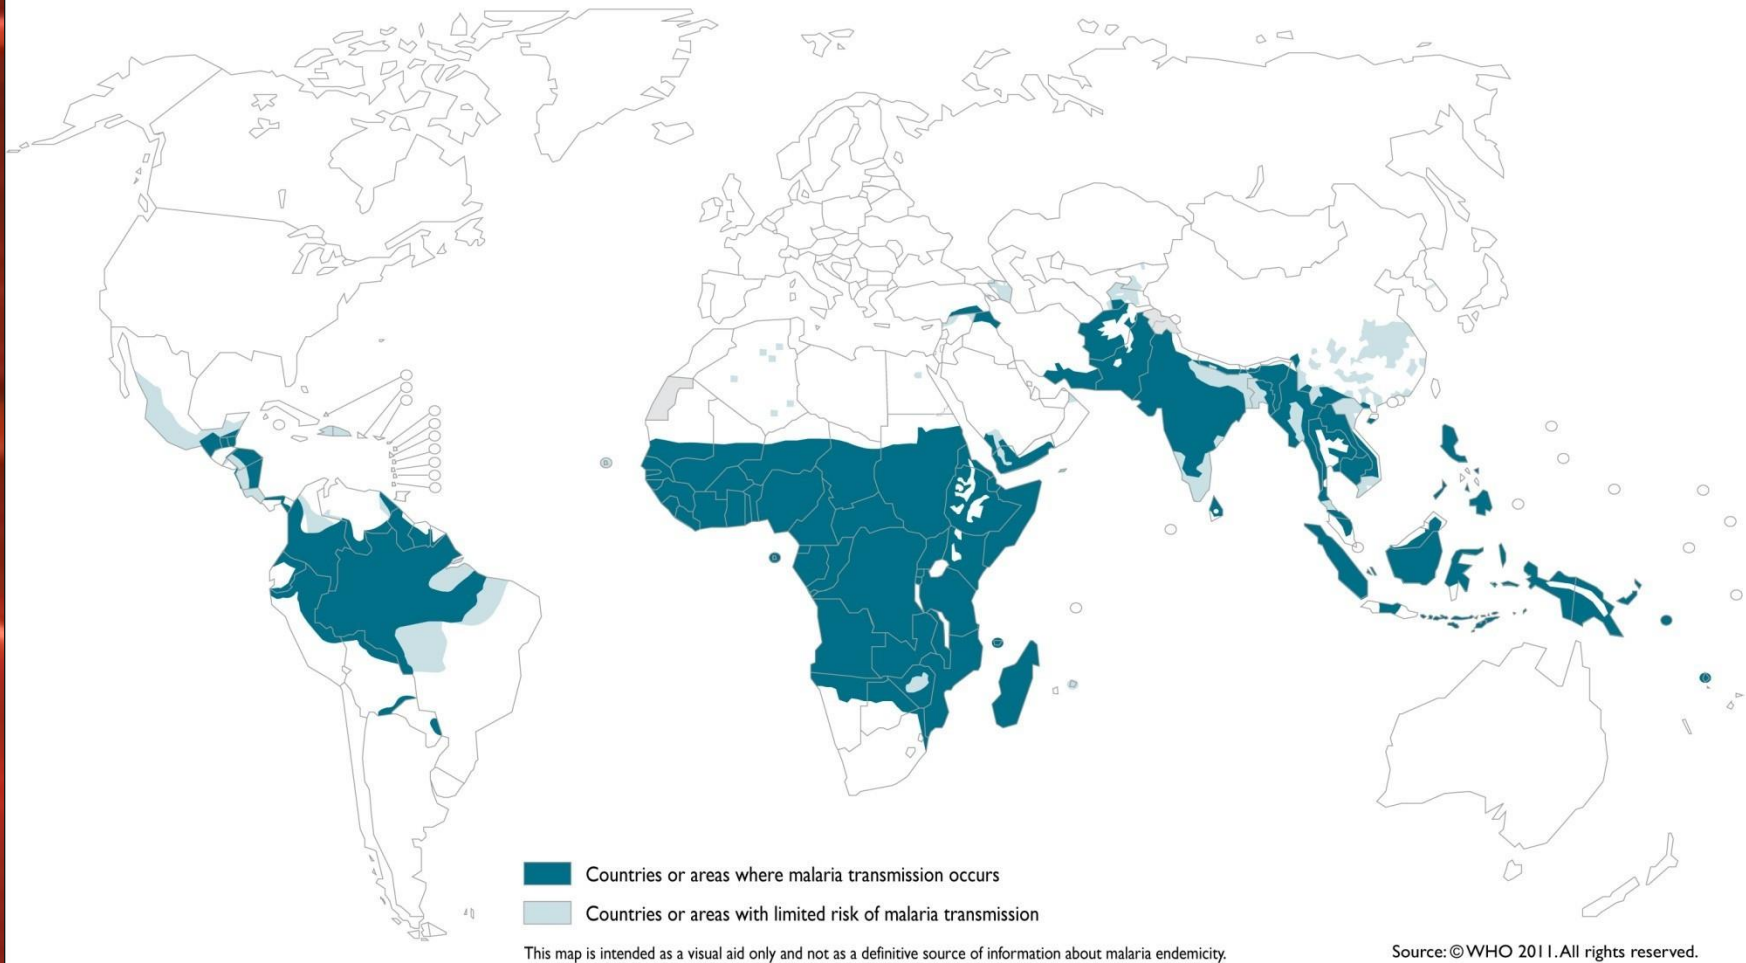 Countries or areas where malaria transmission occurs
Countries or areas with limited risk of malaria transmission
This map is intended as a visual aid only and not as a definitive source of information about malaria endemicity.
Source: © WHO 2011. All rights reserved.